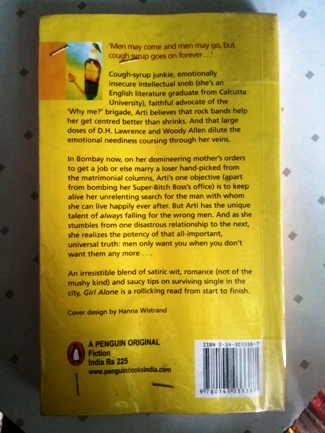 'Men may come and men may go, but
cough syrup goes on forever ...'
Cough-syrup junkie, emotionally
insecure intellectual snob (she's an
English literature graduate from Calcutta
University), faithful advocate of the
'Why me?' brigade, Arti believes that rock bands help
her get centred better than shrinks. And that large
doses of D.H. Lawrence and Woody Allen dilute the
emotional neediness coursing through her veins.
In Bombay now, on her domineering mother's orders
to get a job or else marry a loser hand-picked from
the matrimonial columns, Arti's one objective (apart
from bombing her Super-Bitch Boss's office) is to keep
alive her unrelenting search for the man with whom
she can live happily ever after. But Arti has the unique
talent of always falling for the wrong men. And as she
stumbles from one disastrous relationship to the next,
she realizes the potency of that all-important,
universal truth: men only want you when you don't
want them any more . . .
An irresistible blend of satiric wit, romance (not of the
mushy kind) and saucy tips on surviving single in the
city, Girl Alone is a rollicking read from start to finish.
Cover design by Hanna Wistrand
A PENGUIN ORIGINAL
Fiction
India Rs 225
www.penguinbooksindia.com
ISBN 0-14-303338-7